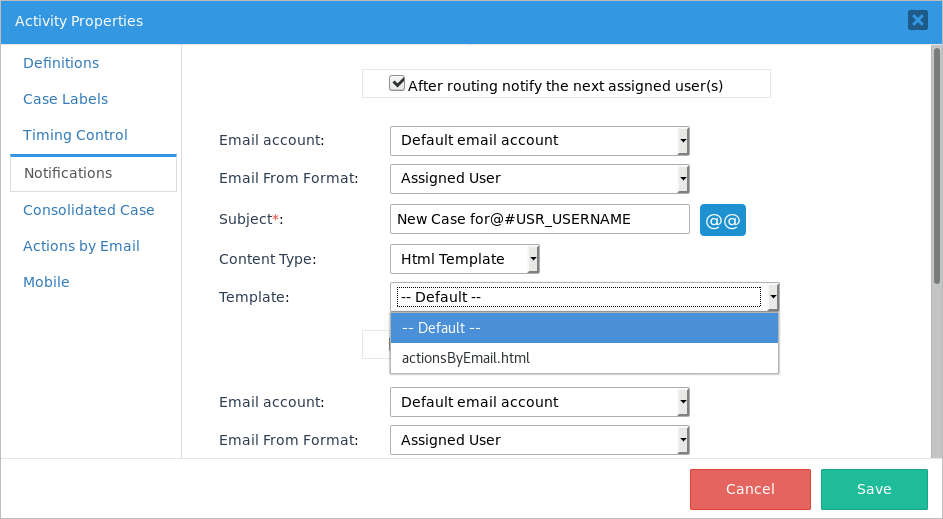 Activity Properties
Definitions
Case Labels
Timing Control
Notifications
Consolidated Case
Actions by Email
Mobile
After routing notify the next assigned user(s)
Email account: Default email account
Email From Format: Assigned User
Subject*: New Case for@#USR_USERNAME @@
Content Type: Html Template
Template: -- Default --
-- Default --
actionsByEmail.html
Email account: Default email account
Email From Format: Assigned User
Cancel Save